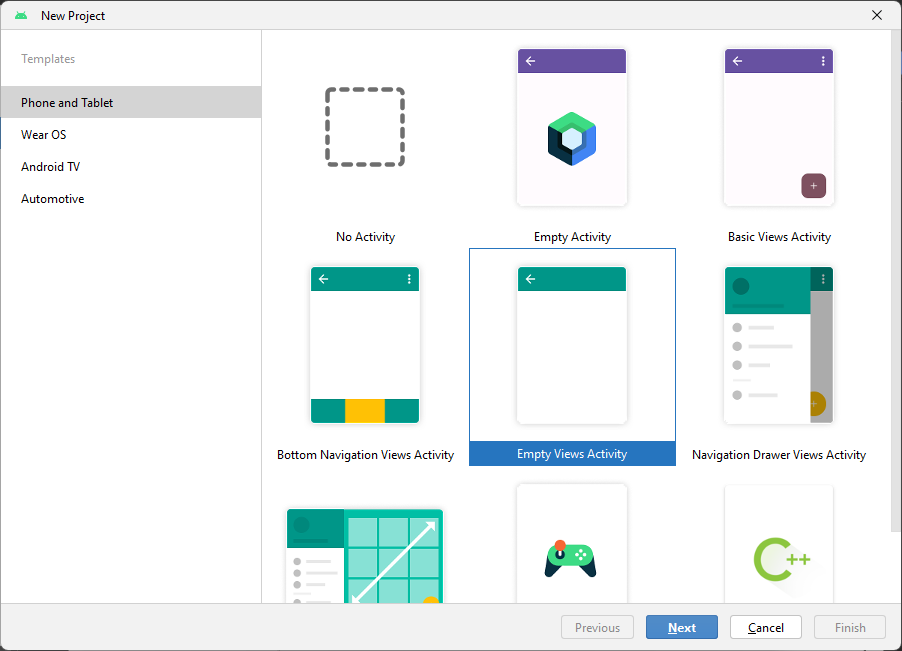 New Project
Templates
Phone and Tablet
Wear OS
Android TV
Automotive
No Activity
Empty Activity
Basic Views Activity
Bottom Navigation Views Activity
Empty Views Activity
Navigation Drawer Views Activity
C++
Previous
Next
Cancel
Finish